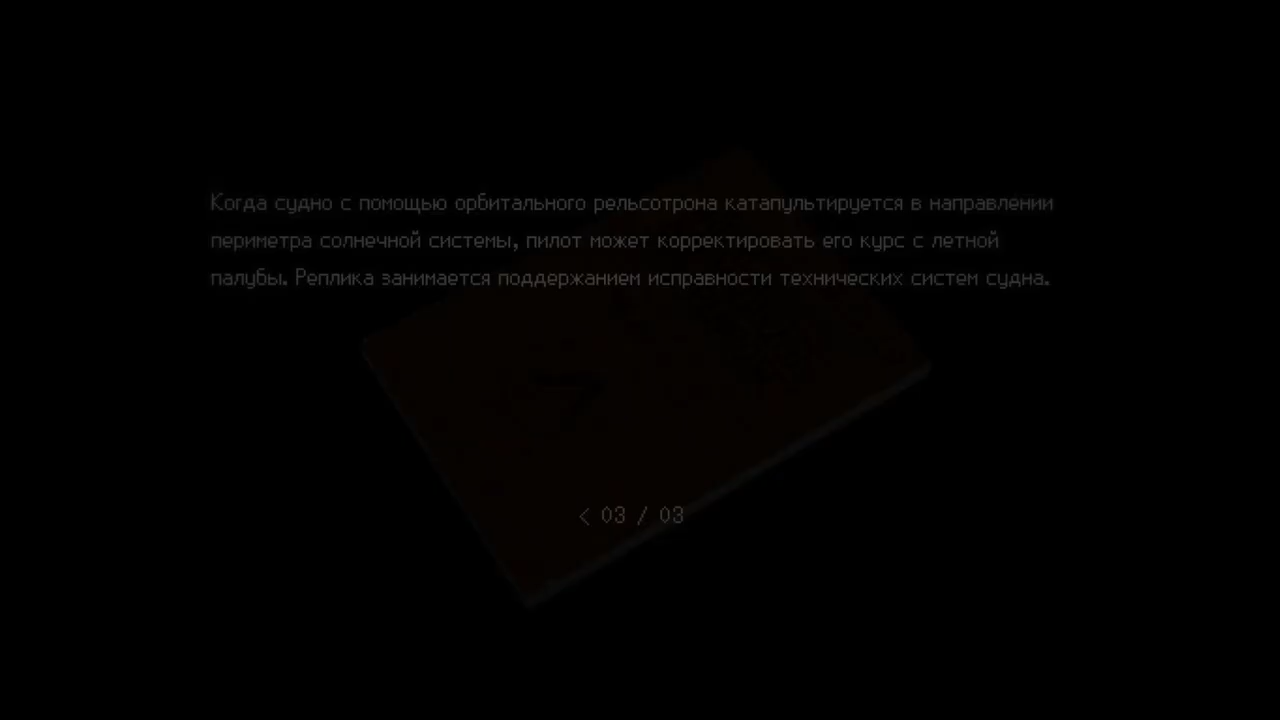 Когда судно с помощью орбитального рельсотрона катапультируется в направлении
периметра солнечной системы, пилот может корректировать его курс с летной
палубы. Реплика занимается поддержанием исправности технических систем судна.
< 03 / 03